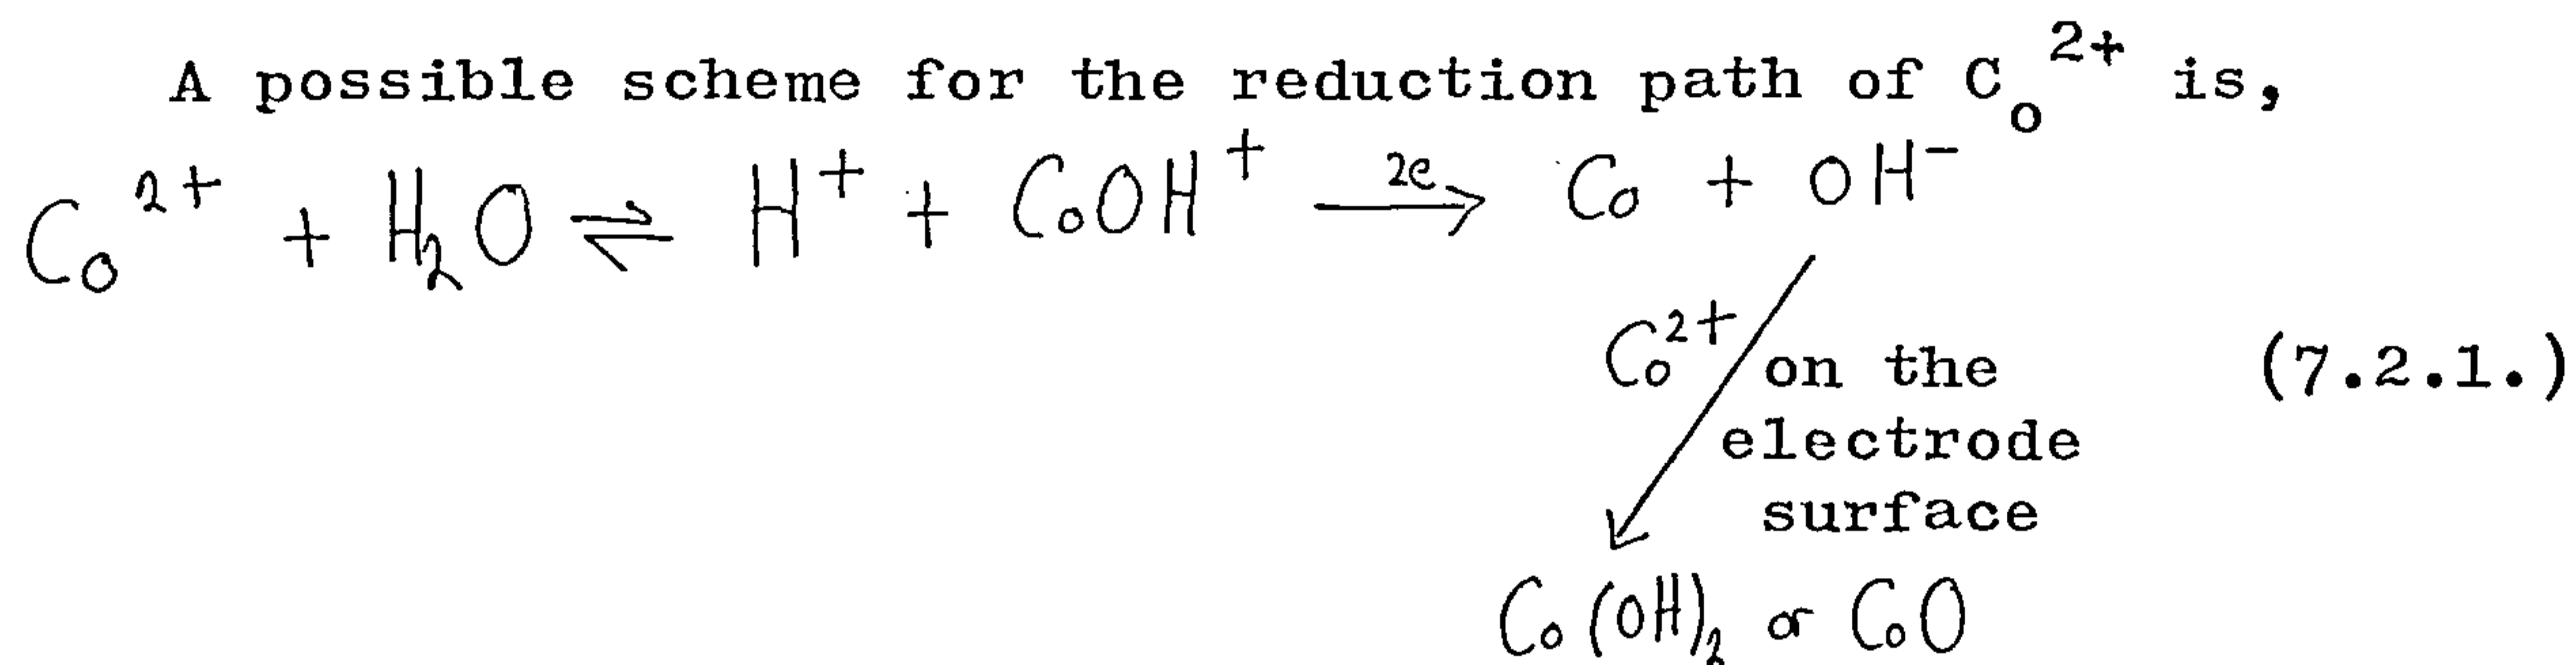 A possible scheme for the reduction path of Co²⁺ is,
Co²⁺ + H₂O ⇌ H⁺ + CoOH⁺ —2e→ Co + OH⁻
Co²⁺ on the (7.2.1.)
electrode
surface
Co(OH)₂ or CoO